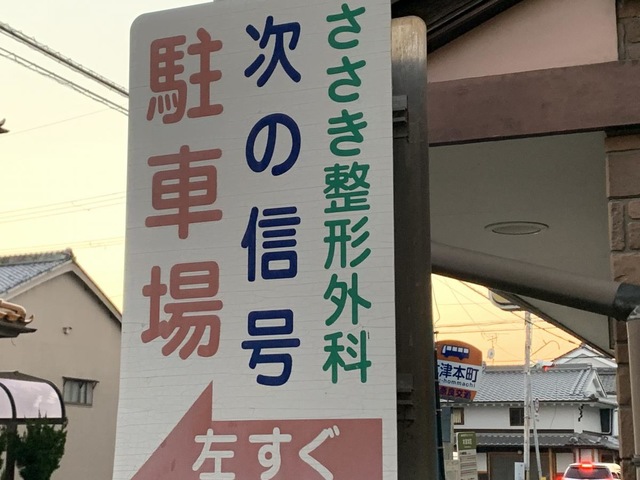 ささき整形外科
次の信号
駐車場
左すぐ
津本町
hommachi